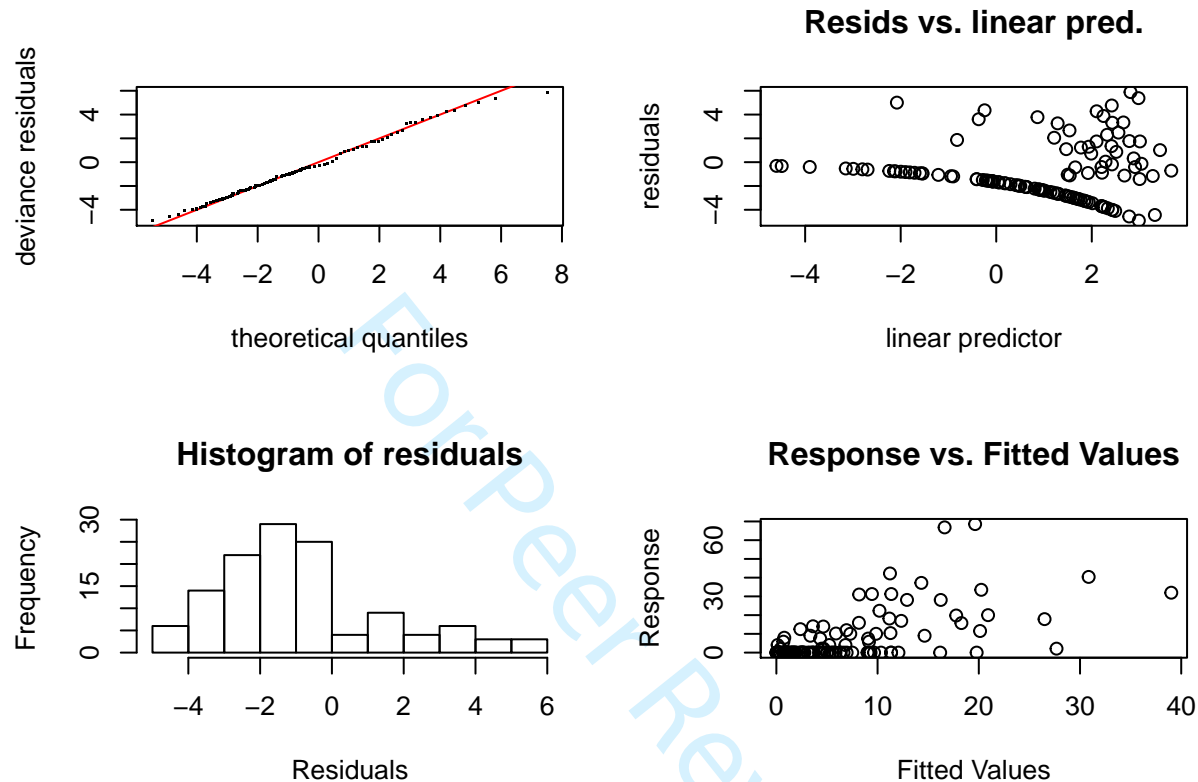 deviance residuals
4
0
−4
−4 −2 0 2 4 6 8
theoretical quantiles
Resids vs. linear pred.
residuals
4
0
−4
−4 −2 0 2
linear predictor
Histogram of residuals
Frequency
30
15
0
−4 −2 0 2 4 6
Residuals
Response vs. Fitted Values
Response
60
30
0
0 10 20 30 40
Fitted Values
For Peer Re